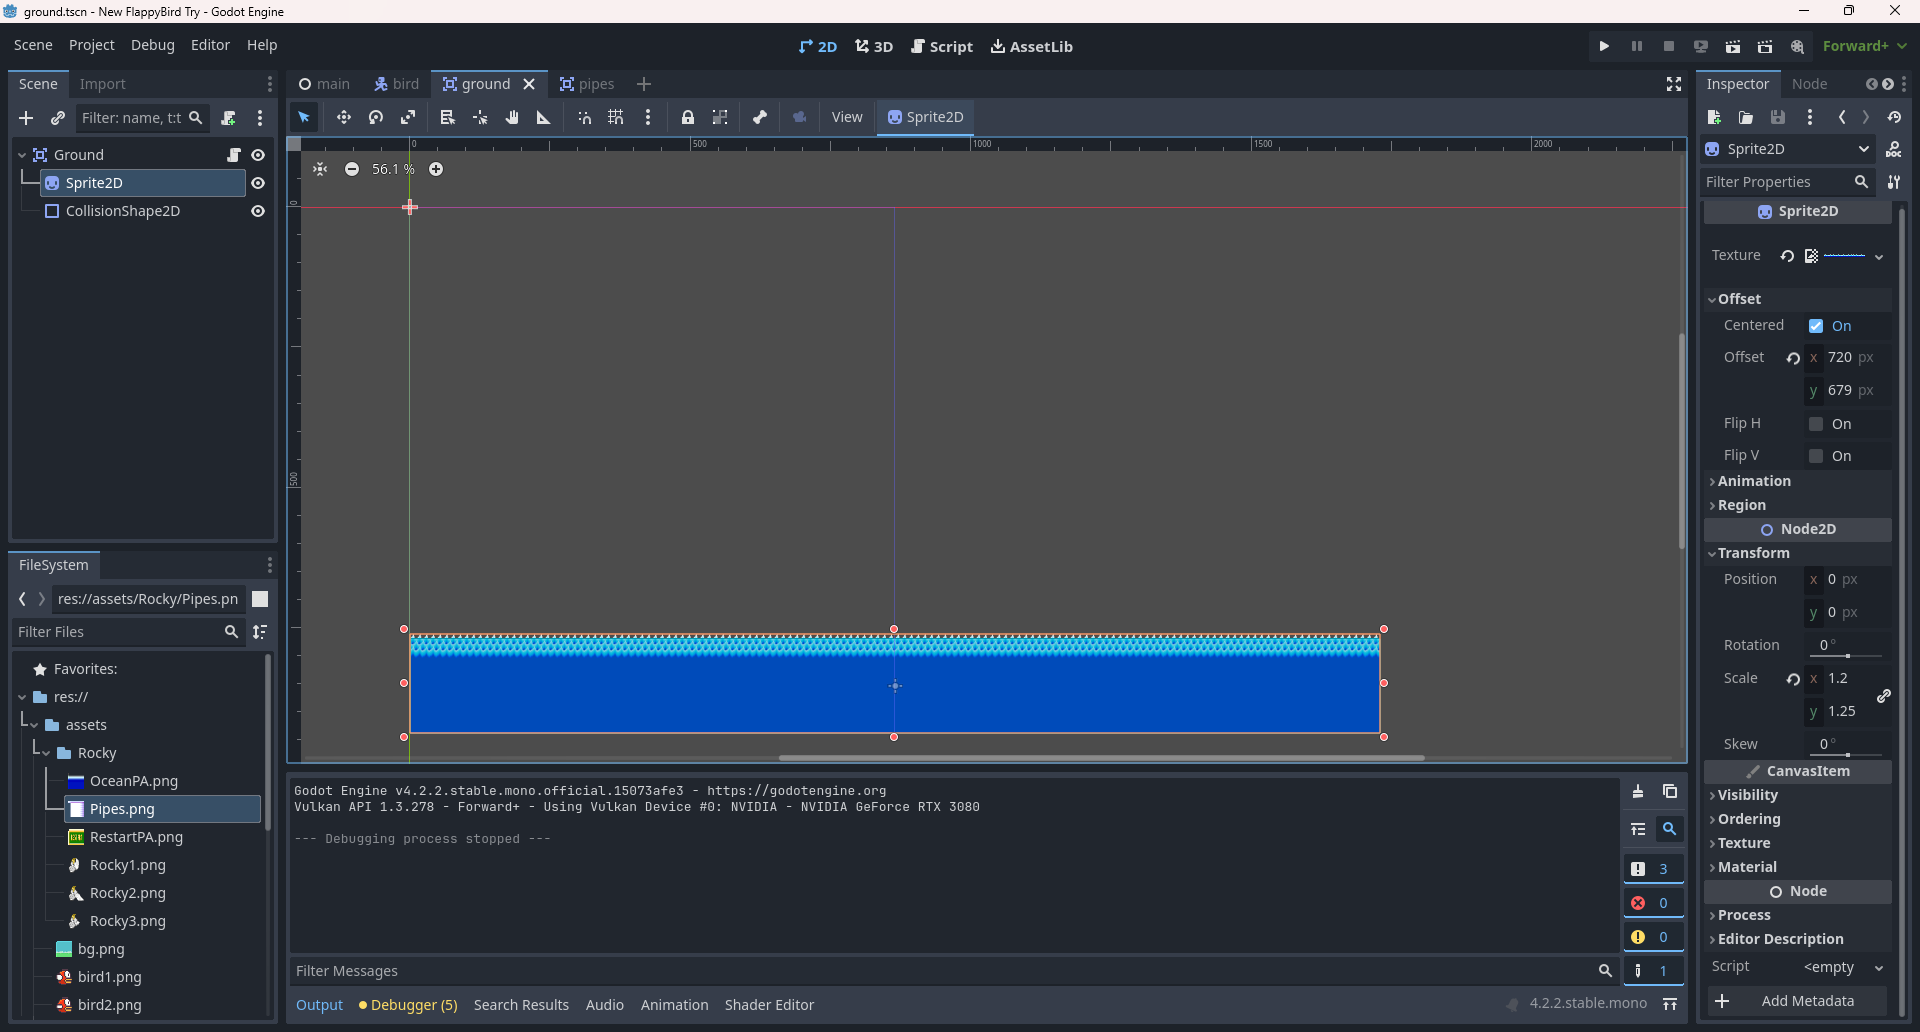 ground.tscn - New FlappyBird Try - Godot Engine
Scene Project Debug Editor Help
2D 3D Script AssetLib
Forward+
Scene Import
Filter: name, t:t
Ground
Sprite2D
CollisionShape2D
main bird ground pipes
View Sprite2D
0 500 1000 1500 2000
56.1 %
0
500
FileSystem
res://assets/Rocky/Pipes.pn
Filter Files
Favorites:
res://
assets
Rocky
OceanPA.png
Pipes.png
RestartPA.png
Rocky1.png
Rocky2.png
Rocky3.png
bg.png
bird1.png
bird2.png
Godot Engine v4.2.2.stable.mono.official.15073afe3 - https://godotengine.org
Vulkan API 1.3.278 - Forward+ - Using Vulkan Device #0: NVIDIA - NVIDIA GeForce RTX 3080
--- Debugging process stopped ---
3
0
0
1
Filter Messages
Output Debugger (5) Search Results Audio Animation Shader Editor
4.2.2.stable.mono
Inspector Node
Sprite2D
Filter Properties
Sprite2D
Texture
Offset
Centered On
Offset x 720 px
y 679 px
Flip H On
Flip V On
Animation
Region
Node2D
Transform
Position x 0 px
y 0 px
Rotation 0 °
Scale x 1.2
y 1.25
Skew 0 °
CanvasItem
Visibility
Ordering
Texture
Material
Node
Process
Editor Description
Script <empty
Add Metadata